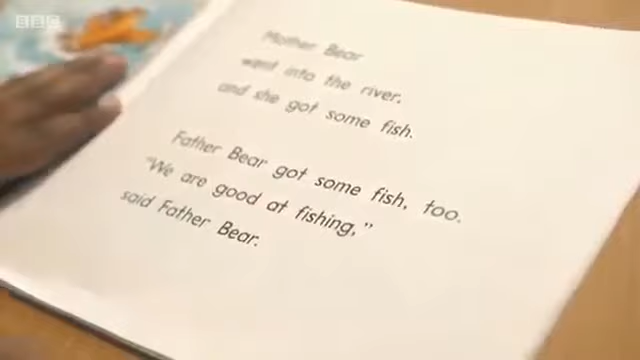 BBC
Mother Bear
went into the river,
and she got some fish.
Father Bear got some fish, too.
"We are good at fishing,"
said Father Bear.